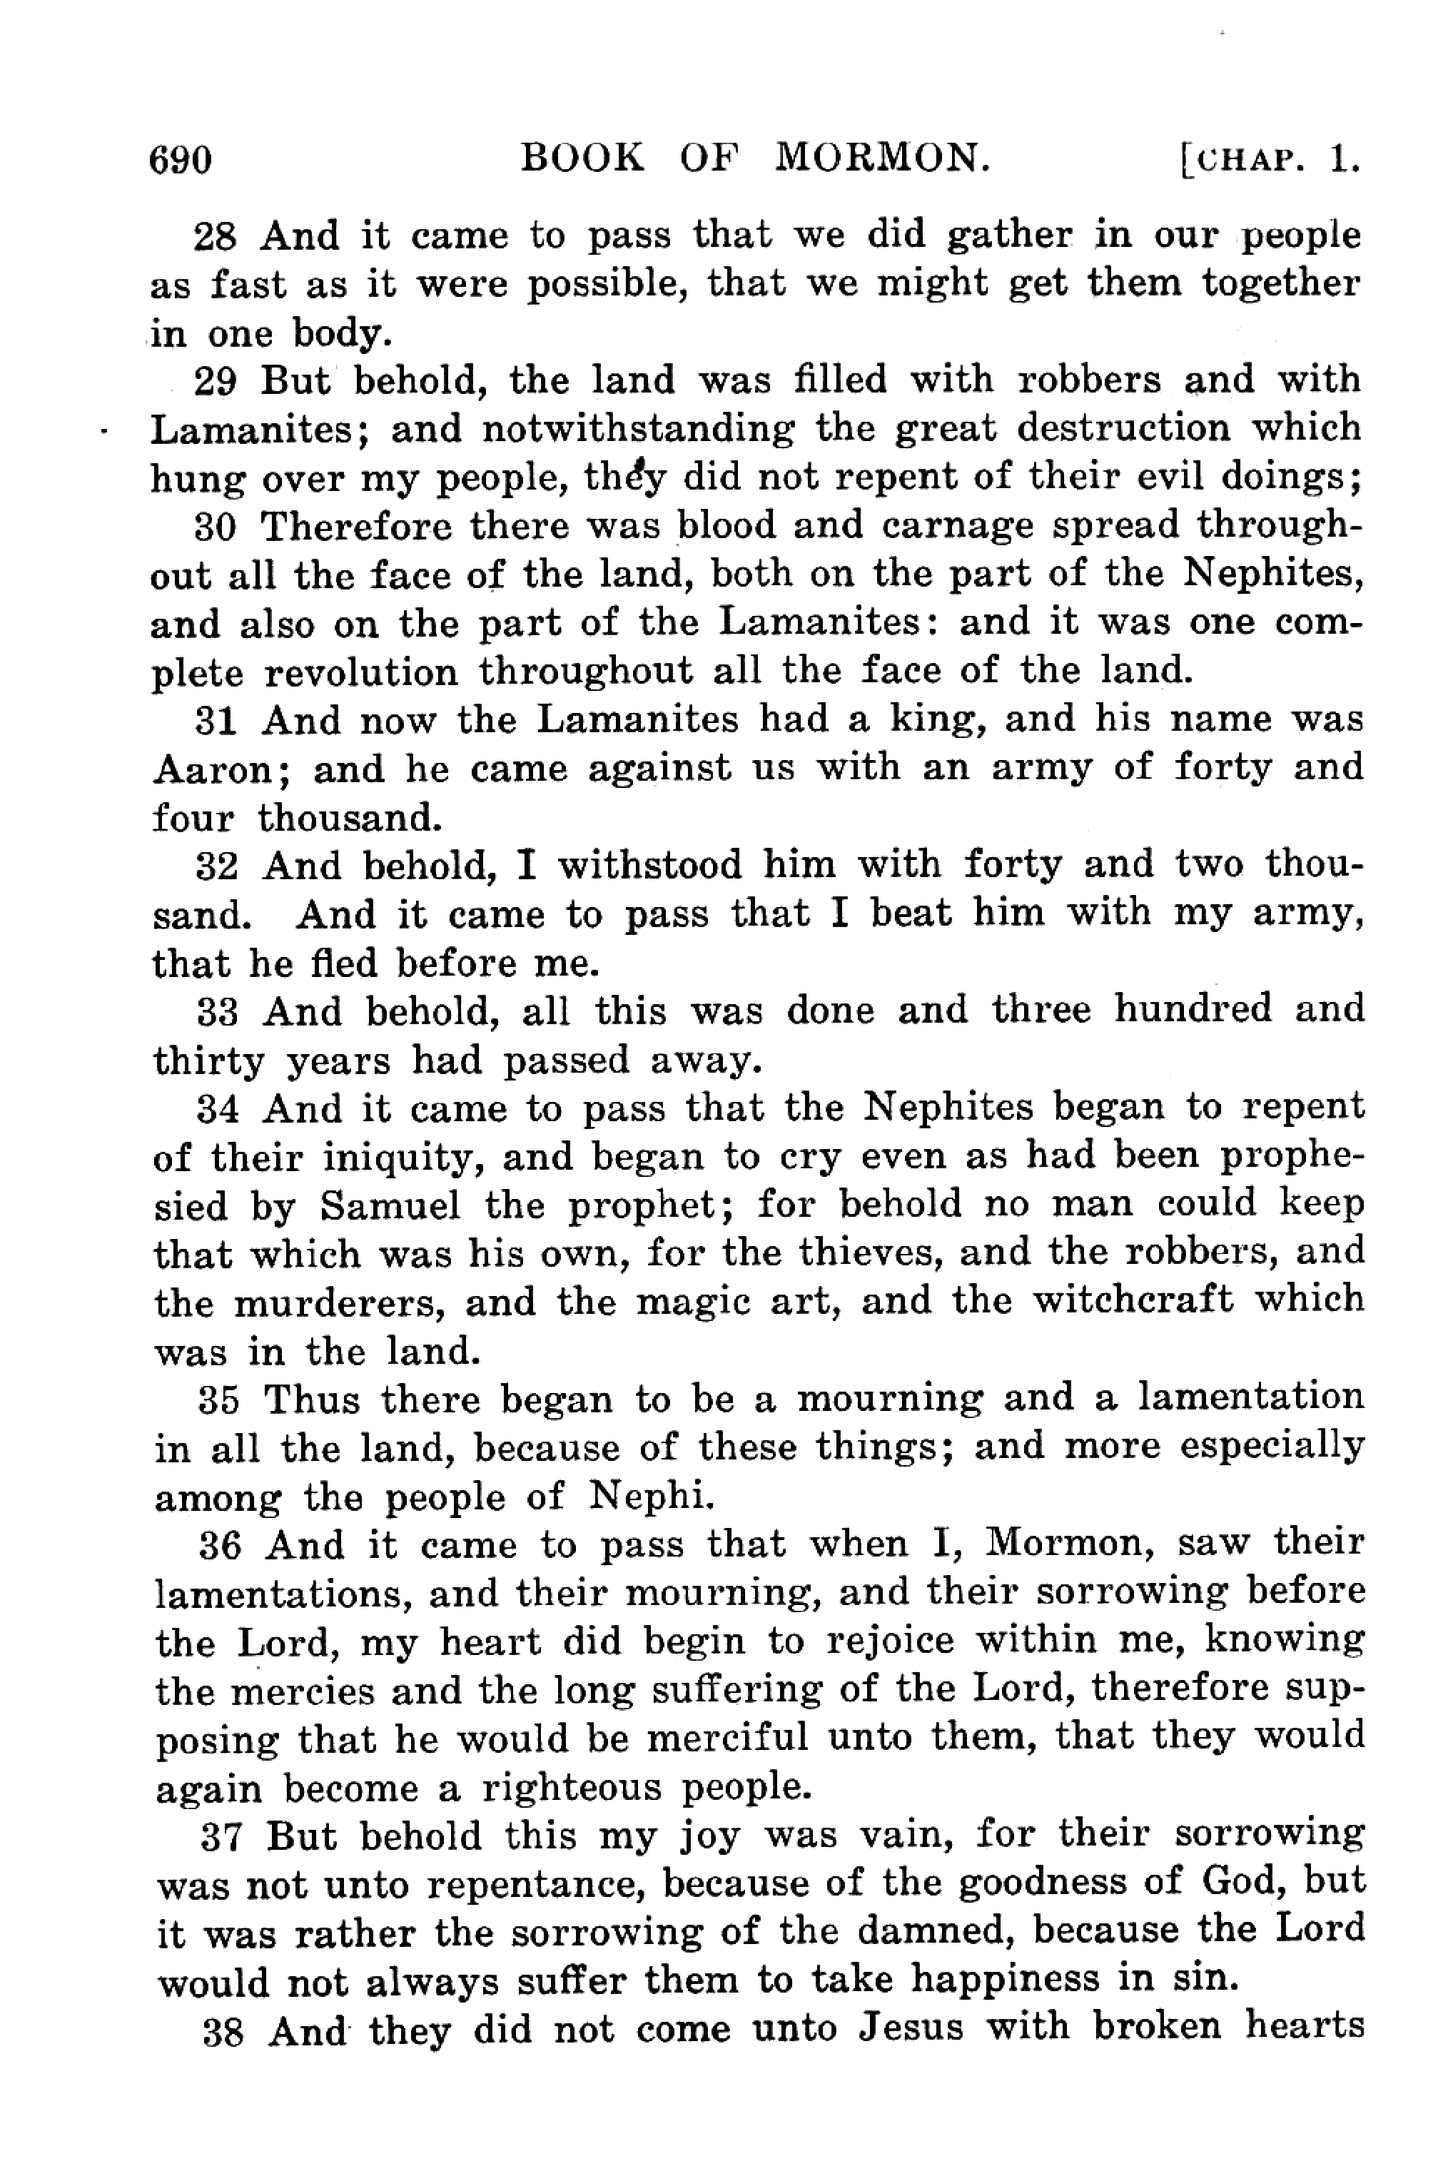 690 BOOK OF MORMON. [CHAP. 1.
28 And it came to pass that we did gather in our people
as fast as it were possible, that we might get them together
in one body.
29 But behold, the land was filled with robbers and with
Lamanites; and notwithstanding the great destruction which
hung over my people, they did not repent of their evil doings;
30 Therefore there was blood and carnage spread through-
out all the face of the land, both on the part of the Nephites,
and also on the part of the Lamanites: and it was one com-
plete revolution throughout all the face of the land.
31 And now the Lamanites had a king, and his name was
Aaron; and he came against us with an army of forty and
four thousand.
32 And behold, I withstood him with forty and two thou-
sand. And it came to pass that I beat him with my army,
that he fled before me.
33 And behold, all this was done and three hundred and
thirty years had passed away.
34 And it came to pass that the Nephites began to repent
of their iniquity, and began to cry even as had been prophe-
sied by Samuel the prophet; for behold no man could keep
that which was his own, for the thieves, and the robbers, and
the murderers, and the magic art, and the witchcraft which
was in the land.
35 Thus there began to be a mourning and a lamentation
in all the land, because of these things; and more especially
among the people of Nephi.
36 And it came to pass that when I, Mormon, saw their
lamentations, and their mourning, and their sorrowing before
the Lord, my heart did begin to rejoice within me, knowing
the mercies and the long suffering of the Lord, therefore sup-
posing that he would be merciful unto them, that they would
again become a righteous people.
37 But behold this my joy was vain, for their sorrowing
was not unto repentance, because of the goodness of God, but
it was rather the sorrowing of the damned, because the Lord
would not always suffer them to take happiness in sin.
38 And they did not come unto Jesus with broken hearts